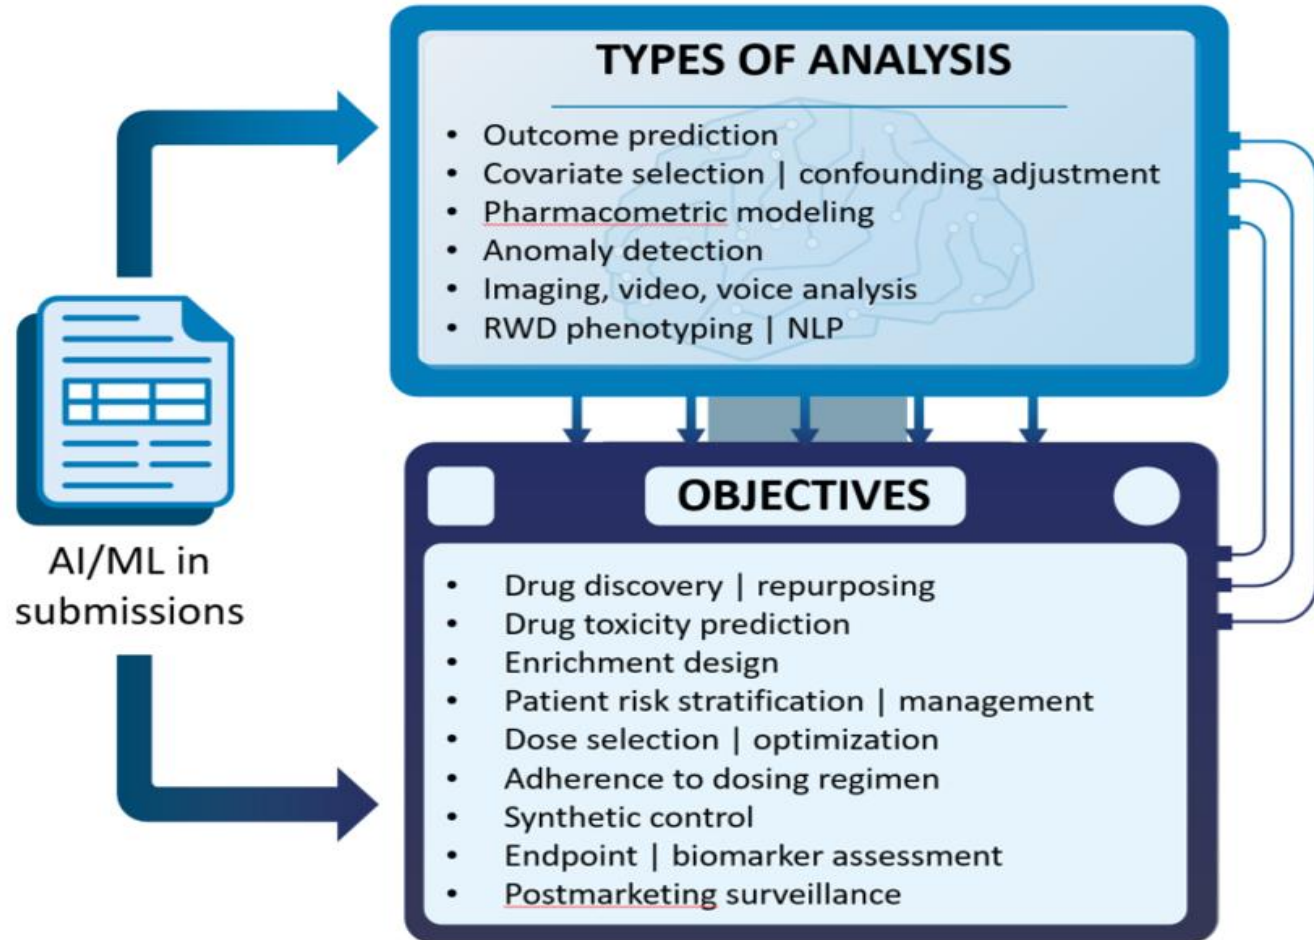 TYPES OF ANALYSIS
• Outcome prediction
• Covariate selection | confounding adjustment
• Pharmacometric modeling
• Anomaly detection
• Imaging, video, voice analysis
• RWD phenotyping | NLP
AI/ML in
submissions
OBJECTIVES
• Drug discovery | repurposing
• Drug toxicity prediction
• Enrichment design
• Patient risk stratification | management
• Dose selection | optimization
• Adherence to dosing regimen
• Synthetic control
• Endpoint | biomarker assessment
• Postmarketing surveillance